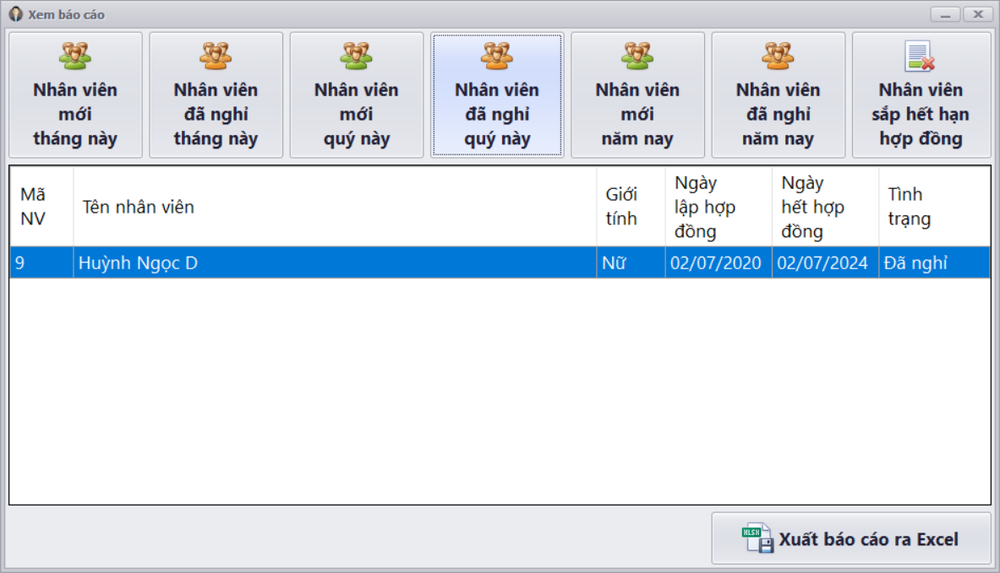 Xem báo cáo
Nhân viên
mới
tháng này
Nhân viên
đã nghỉ
tháng này
Nhân viên
mới
quý này
Nhân viên
đã nghỉ
quý này
Nhân viên
mới
năm nay
Nhân viên
đã nghỉ
năm nay
Nhân viên
sắp hết hạn
hợp đồng
Mã
NV
Tên nhân viên
Giới
tính
Ngày
lập hợp
đồng
Ngày
hết hợp
đồng
Tình
trạng
9 Huỳnh Ngọc D Nữ 02/07/2020 02/07/2024 Đã nghỉ
XLSX
Xuất báo cáo ra Excel